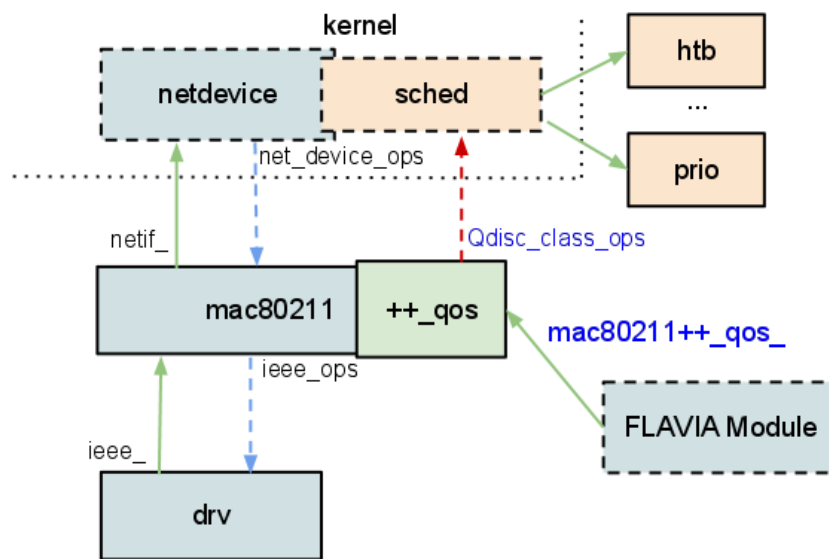 kernel
netdevice
sched
htb
...
prio
net_device_ops
netif_
Qdisc_class_ops
mac80211
++_qos
mac80211++_qos_
ieee_ops
FLAVIA Module
ieee_
drv